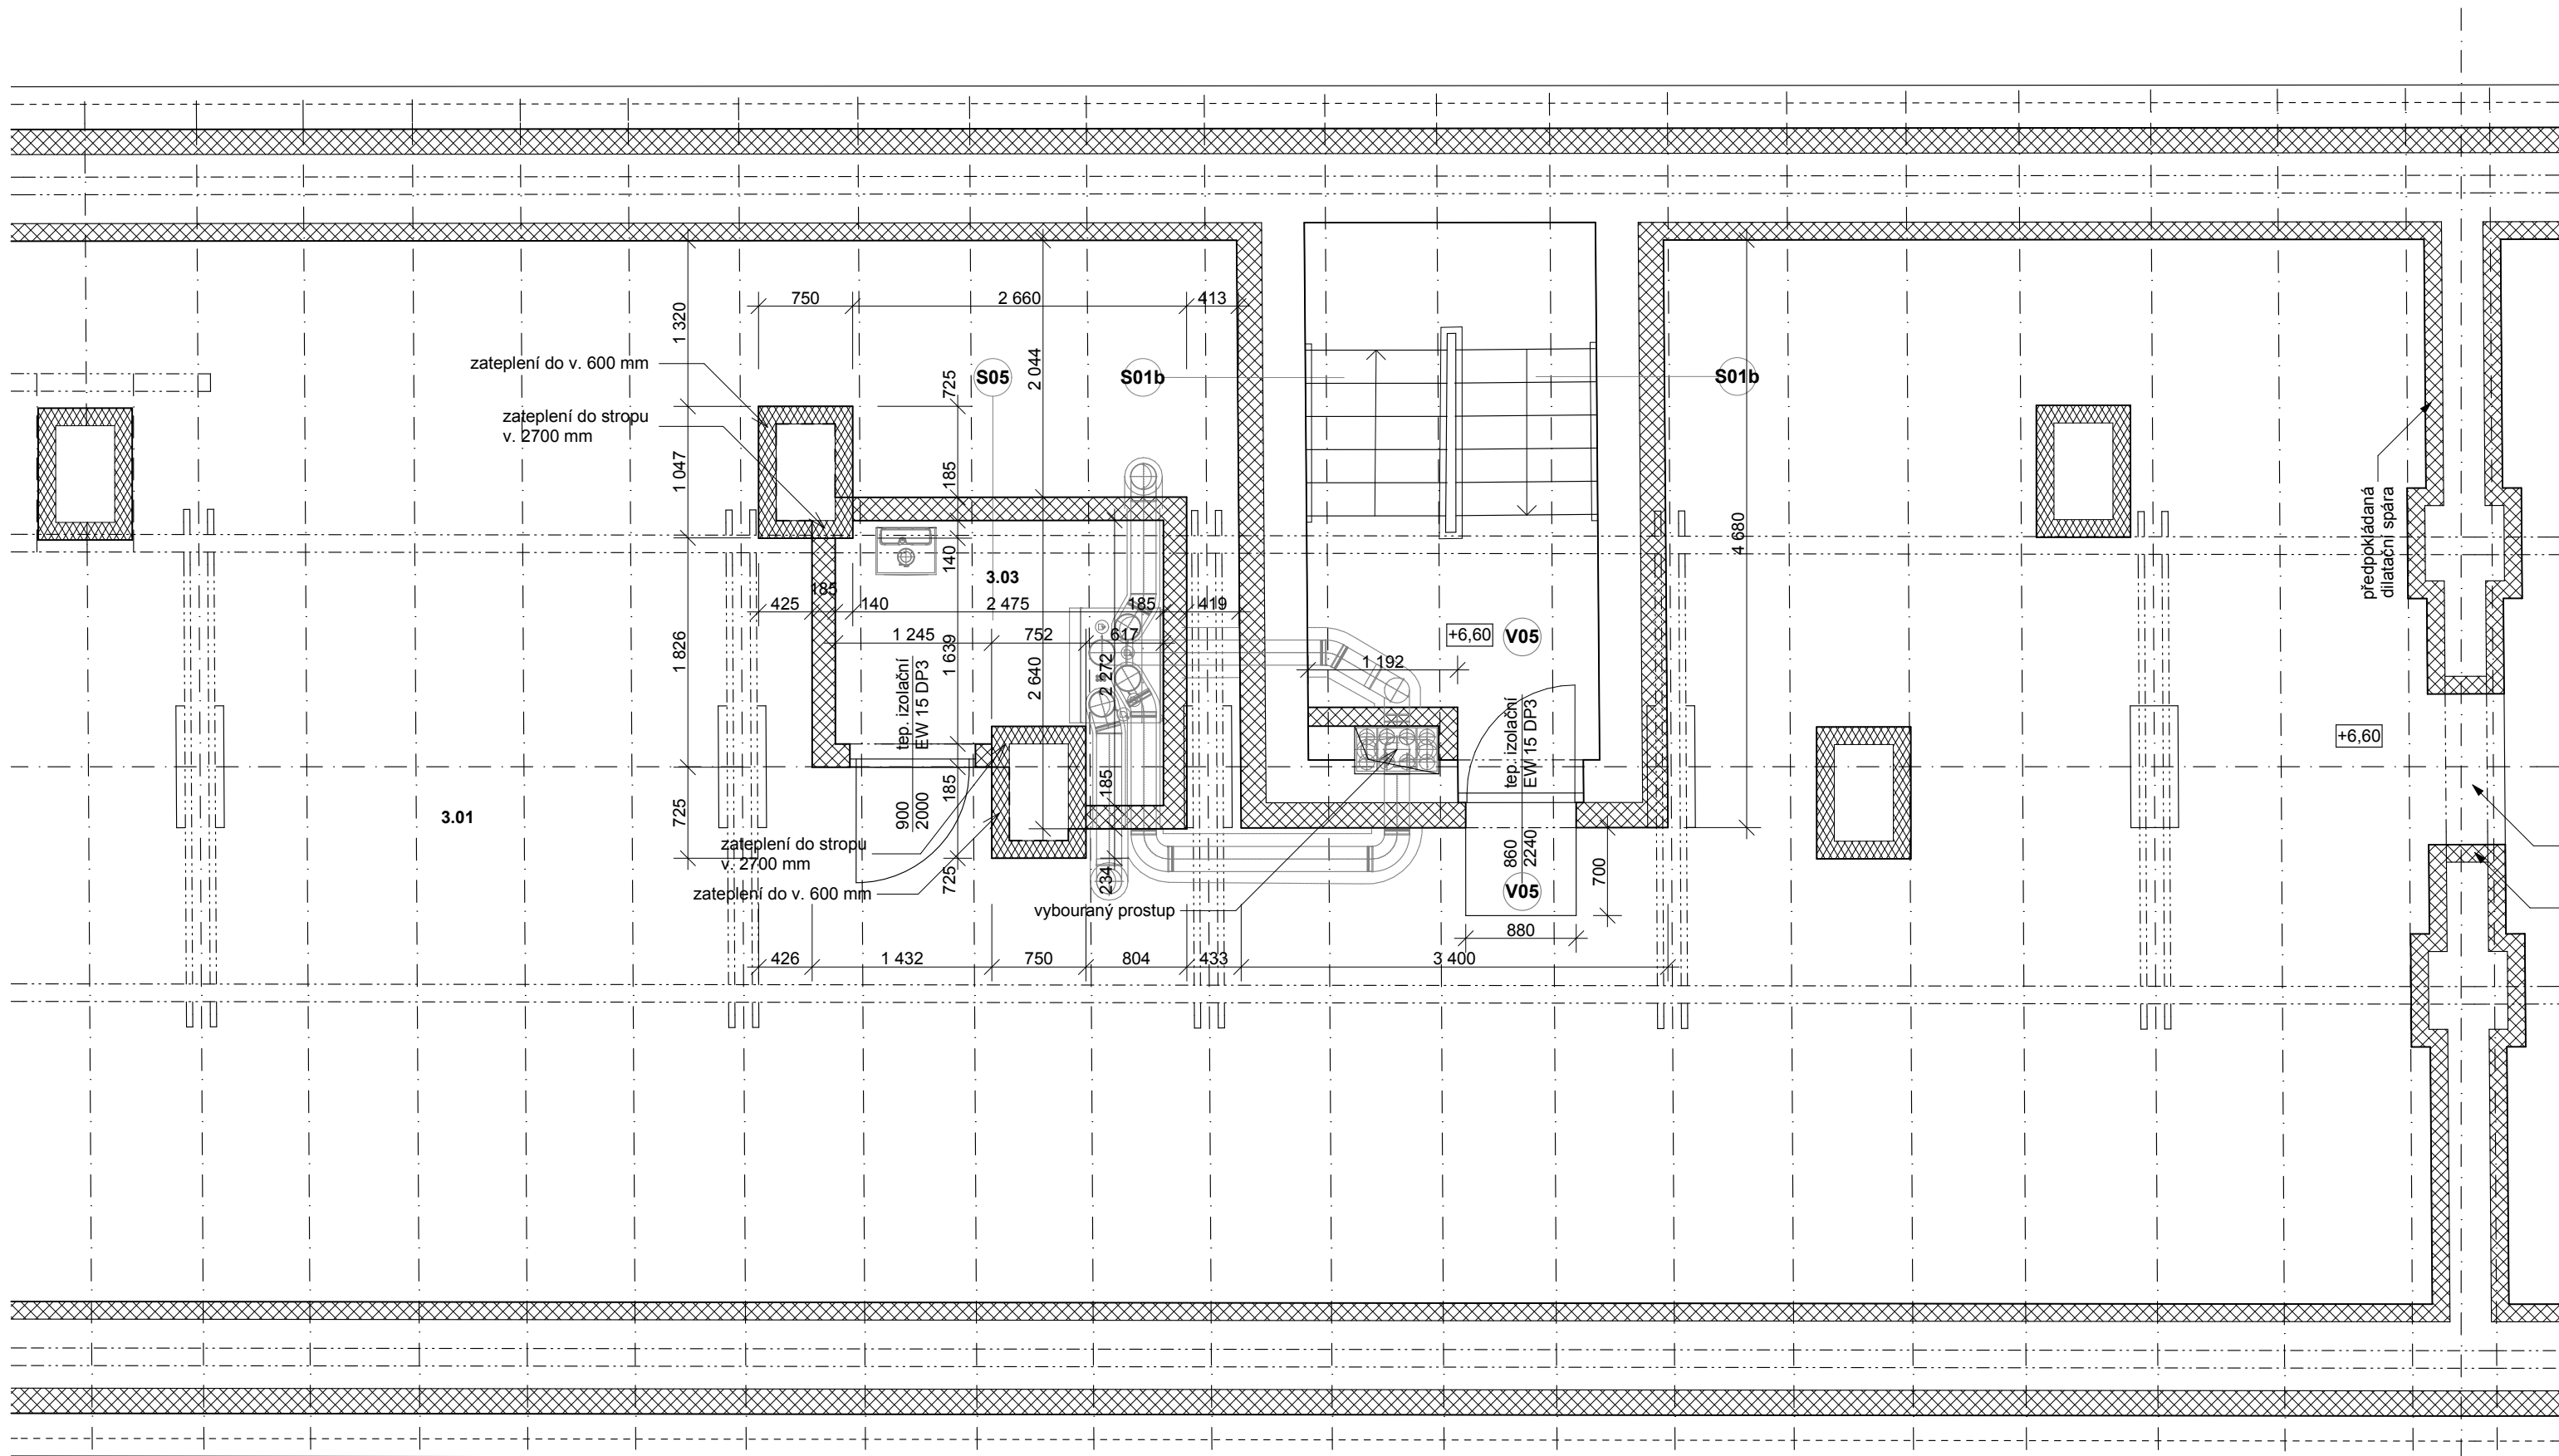 750
2 660
413
1 320
zateplení do v. 600 mm
2 044
S05
S01b
S01b
725
zateplení do stropu
v. 2700 mm
1 047
185
předpokládaná
dilatační spára
4 680
140
3.03
185
425
140
2 475
185
419
1 245
752
617
+6,60
V05
1 826
1 639
2 640
2 272
1 192
tep. izolační
EW 15 DP3
tep. izolační
EW 15 DP3
+6,60
725
3.01
900
2000
185
185
zateplení do stropu
v. 2700 mm
860
2240
700
725
234
zateplení do v. 600 mm
V05
vybouraný prostup
880
426
1 432
750
804
433
3 400